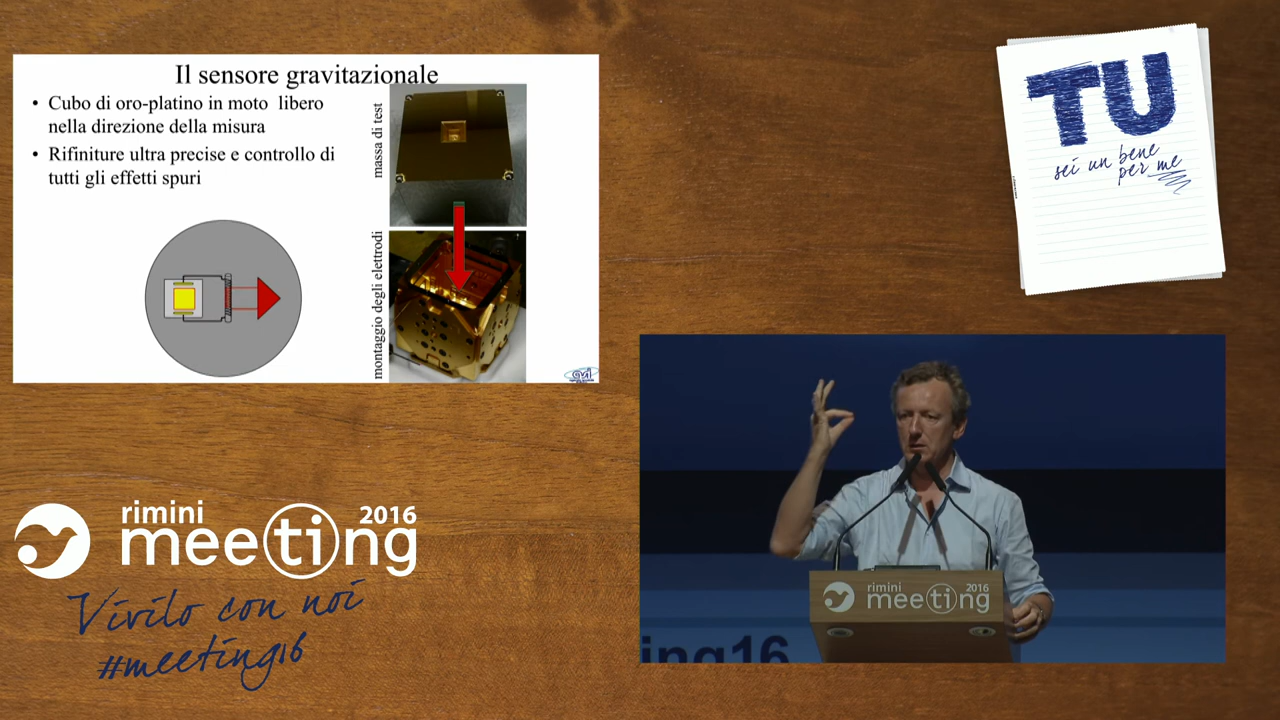 Il sensore gravitazionale
• Cubo di oro-platino in moto libero
nella direzione della misura
• Rifiniture ultra precise e controllo di
tutti gli effetti spuri
massa di test
montaggio degli elettrodi
TU
sei un bene
per me
rimini
meeting
2016
Vivilo con noi
#meeting16
rimini
meeting
2016
ing16